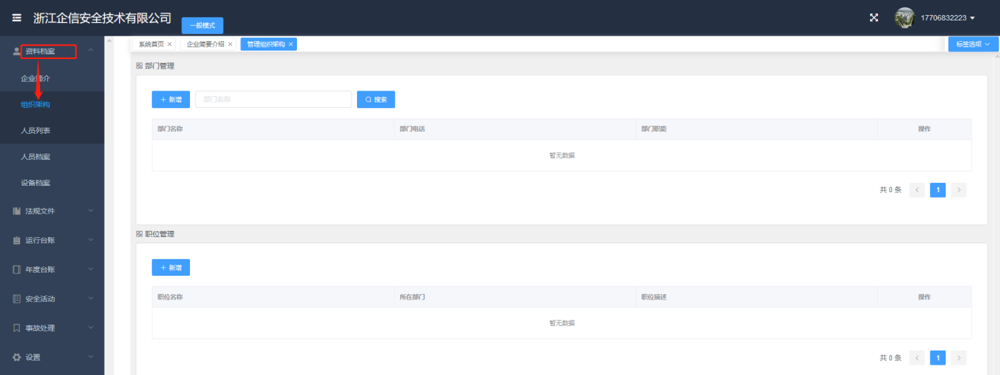 浙江企信安全技术有限公司
一般模式
17706832223
资料档案
企业简介
组织架构
人员列表
人员档案
设备档案
法规文件
运行台账
年度台账
安全活动
事故处理
设置
系统首页 × 企业简要介绍 × 管理组织架构 ×
标签选项
部门管理
+ 新增 部门名称 搜索
部门名称 部门电话 部门职能 操作
暂无数据
共 0 条 < 1 >
职位管理
+ 新增
职位名称 所在部门 职位描述 操作
暂无数据
共 0 条 < 1 >